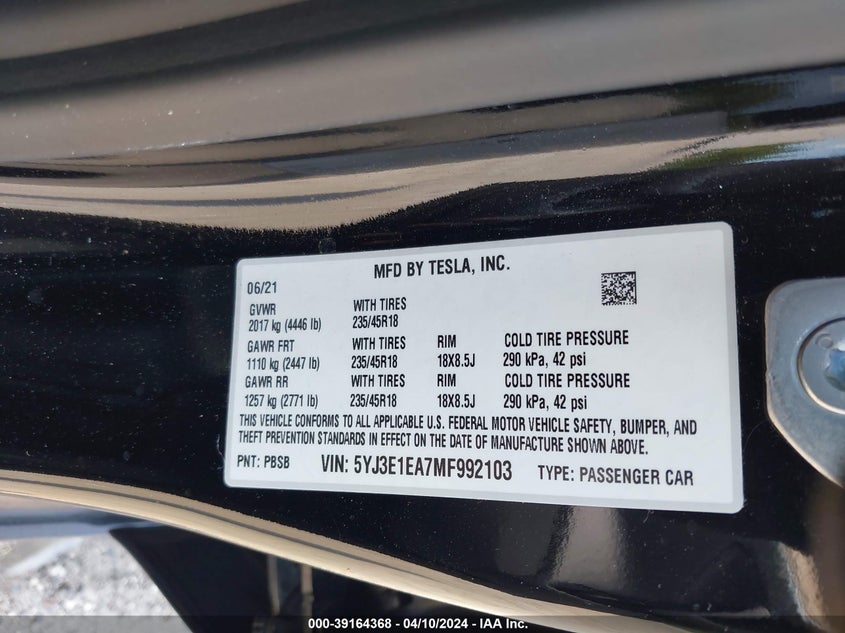 MFD BY TESLA, INC.
06/21
GVWR WITH TIRES
2017 kg (4446 lb) 235/45R18
GAWR FRT WITH TIRES RIM COLD TIRE PRESSURE
1110 kg (2447 lb) 235/45R18 18X8.5J 290 kPa, 42 psi
GAWR RR WITH TIRES RIM COLD TIRE PRESSURE
1257 kg (2771 lb) 235/45R18 18X8.5J 290 kPa, 42 psi
THIS VEHICLE CONFORMS TO ALL APPLICABLE U.S. FEDERAL MOTOR VEHICLE SAFETY, BUMPER, AND
THEFT PREVENTION STANDARDS IN EFFECT ON THE DATE OF MANUFACTURE SHOWN ABOVE.
PNT: PBSB VIN: 5YJ3E1EA7MF992103 TYPE: PASSENGER CAR
000-39164368 - 04/10/2024 - IAA Inc.